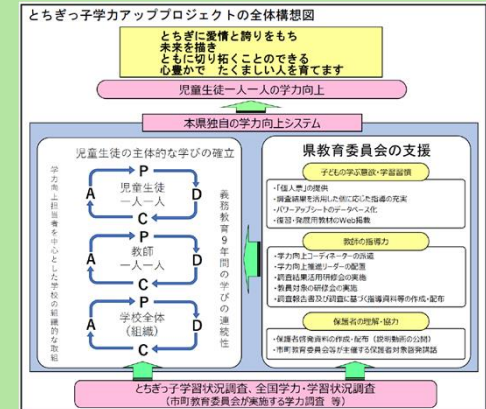 とちぎっ子学力アッププロジェクトの全体構想図
とちぎに愛情と誇りをもち
未来を描き
ともに切り拓くことのできる
心豊かで たくましい人を育てます
児童生徒一人一人の学力向上
本県独自の学力向上システム
児童生徒の主体的な学びの確立
学力向上担当者を中心とした学校の組織的な取組
P
A
児童生徒
一人一人
D
C
P
A
教師
一人一人
D
C
P
A
学校全体
(組織)
D
C
義務教育9年間の学びの連続性
県教育委員会の支援
子どもの学ぶ意欲・学習習慣
・「個人票」の提供
・調査結果を活用した個に応じた指導の充実
・パワーアップシートのデータベース化
・復習・発展用教材のWeb掲載
教師の指導力
・学力向上コーディネーターの派遣
・学力向上推進リーダーの配置
・調査結果活用研修会の実施
・教員対象の研修会の実施
・調査報告書及び調査に基づく指導資料等の作成・配布
保護者の理解・協力
・保護者啓発資料の作成・配布(説明動画の公開)
・市町教育委員会等が主催する保護者対象啓発講話
とちぎっ子学習状況調査、全国学力・学習状況調査
(市町教育委員会が実施する学力調査 等)